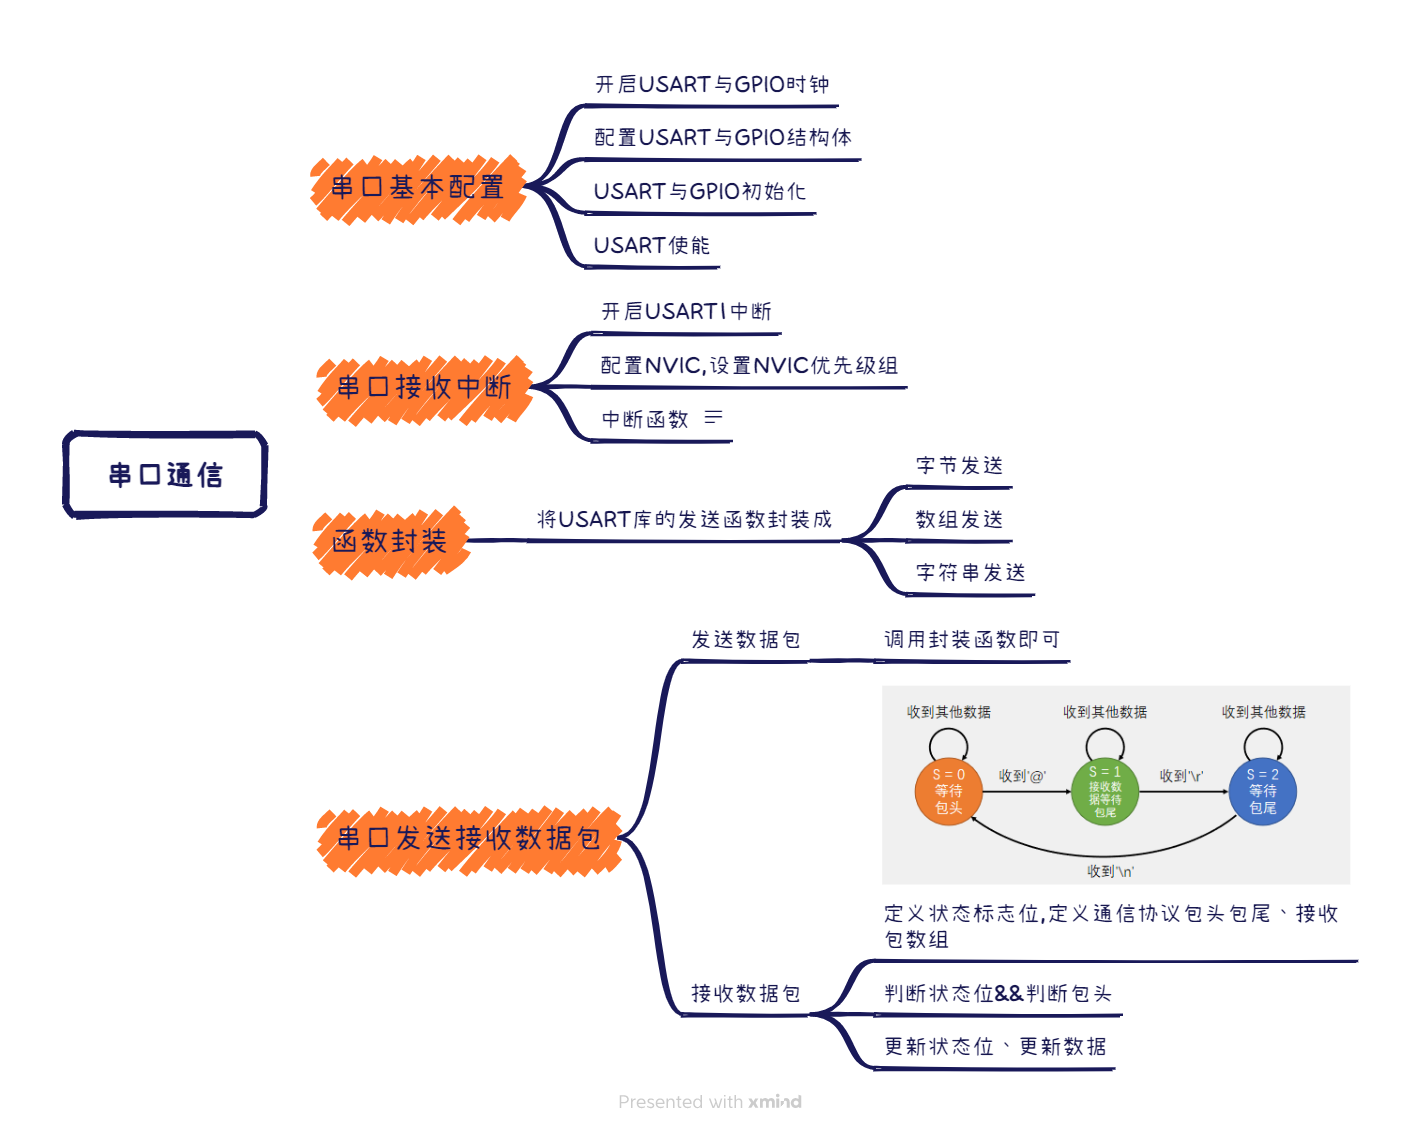 串口通信
串口基本配置
开启USART与GPIO时钟
配置USART与GPIO结构体
USART与GPIO初始化
USART使能
串口接收中断
开启USART1中断
配置NVIC,设置NVIC优先级组
中断函数
函数封装
将USART库的发送函数封装成
字节发送
数组发送
字符串发送
串口发送接收数据包
发送数据包
调用封装函数即可
接收数据包
收到其他数据
收到其他数据
收到其他数据
S = 0
等待
包头
收到'@'
S = 1
接收数
据等待
包尾
收到'\r'
S = 2
等待
包尾
收到'\n'
定义状态标志位,定义通信协议包头包尾、接收
包数组
判断状态位&&判断包头
更新状态位、更新数据
Presented with xmind